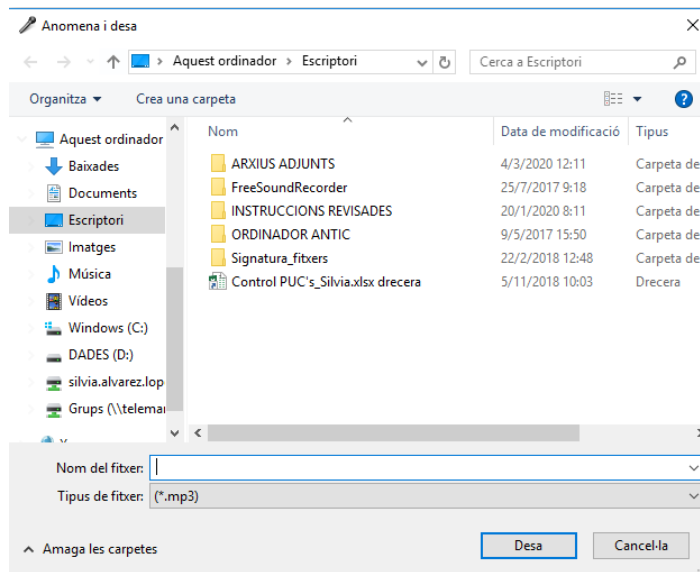 Anomena i desa
Aquest ordinador > Escriptori
Cerca a Escriptori
Organitza
Crea una carpeta
Aquest ordinador
Baixades
Documents
Escriptori
Imatges
Música
Vídeos
Windows (C:)
DADES (D:)
silvia.alvarez.lop
Grups (\\telemar
Nom Data de modificació Tipus
ARXIUS ADJUNTS 4/3/2020 12:11 Carpeta de
FreeSoundRecorder 25/7/2017 9:18 Carpeta de
INSTRUCCIONS REVISADES 20/1/2020 8:11 Carpeta de
ORDINADOR ANTIC 9/5/2017 15:50 Carpeta de
Signatura_fitxers 22/2/2018 12:48 Carpeta de
Control PUC's_Silvia.xlsx drecera 5/11/2018 10:03 Drecera
Nom del fitxer:
Tipus de fitxer: (*.mp3)
Amaga les carpetes
Desa
Cancel·la